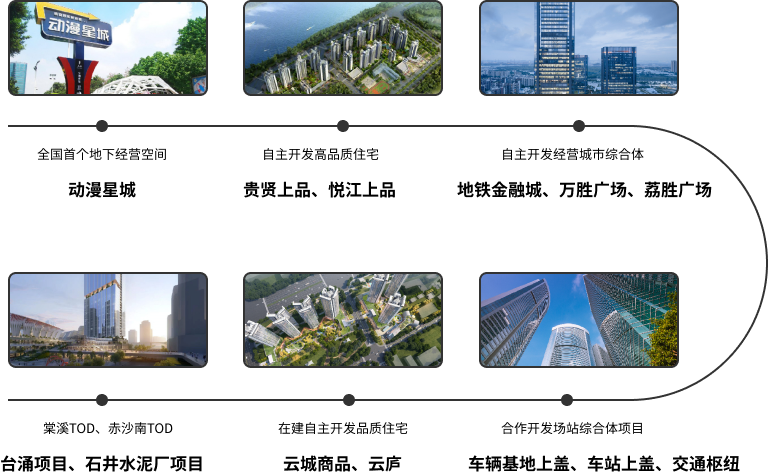 动漫星城
全国首个地下经营空间
自主开发高品质住宅
自主开发经营城市综合体
动漫星城
贵贤上品、悦江上品
地铁金融城、万胜广场、荔胜广场
棠溪TOD、赤沙南TOD
在建自主开发品质住宅
合作开发场站综合体项目
台涌项目、石井水泥厂项目
云城商品、云庐
车辆基地上盖、车站上盖、交通枢纽